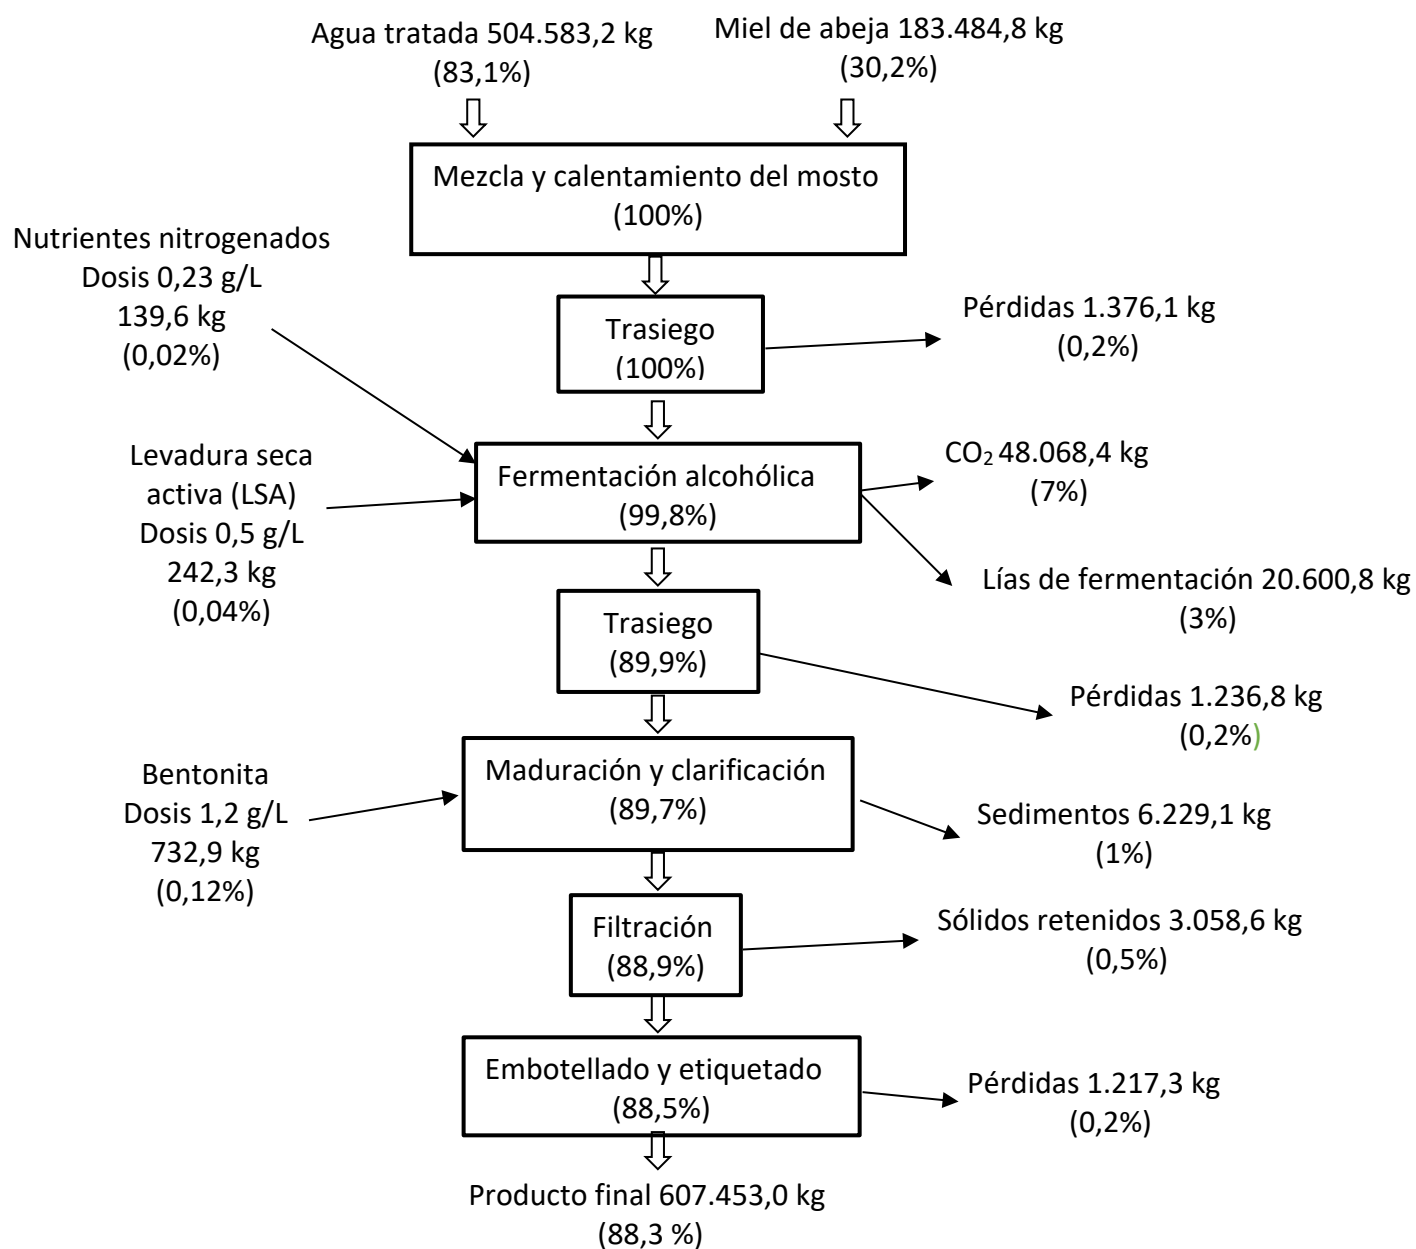 Agua tratada 504.583,2 kg
(83,1%)
Miel de abeja 183.484,8 kg
(30,2%)
Mezcla y calentamiento del mosto
(100%)
Nutrientes nitrogenados
Dosis 0,23 g/L
139,6 kg
(0,02%)
Trasiego
(100%)
Pérdidas 1.376,1 kg
(0,2%)
Levadura seca
activa (LSA)
Dosis 0,5 g/L
242,3 kg
(0,04%)
Fermentación alcohólica
(99,8%)
CO₂ 48.068,4 kg
(7%)
Lías de fermentación 20.600,8 kg
(3%)
Trasiego
(89,9%)
Pérdidas 1.236,8 kg
(0,2%)
Bentonita
Dosis 1,2 g/L
732,9 kg
(0,12%)
Maduración y clarificación
(89,7%)
Sedimentos 6.229,1 kg
(1%)
Filtración
(88,9%)
Sólidos retenidos 3.058,6 kg
(0,5%)
Embotellado y etiquetado
(88,5%)
Pérdidas 1.217,3 kg
(0,2%)
Producto final 607.453,0 kg
(88,3 %)